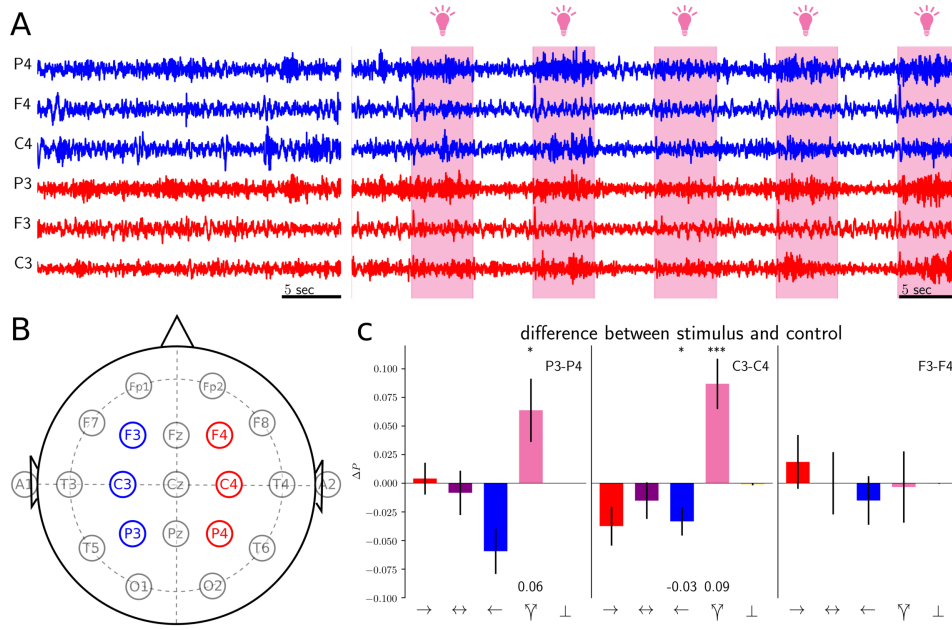 A
P4
F4
C4
P3
F3
C3
5 sec
5 sec
B
Fp1 Fp2
F7 F3 Fz F4 F8
A1 T3 C3 Cz C4 T4 A2
T5 P3 Pz P4 T6
O1 O2
C
difference between stimulus and control
* * ***
P3-P4 C3-C4 F3-F4
0.100
0.075
0.050
0.025
0.000
-0.025
-0.050
-0.075
-0.100
ΔP
0.06 -0.03 0.09
→ ↔ ← ⊥ → ↔ ← ⊥ → ↔ ← ⊥